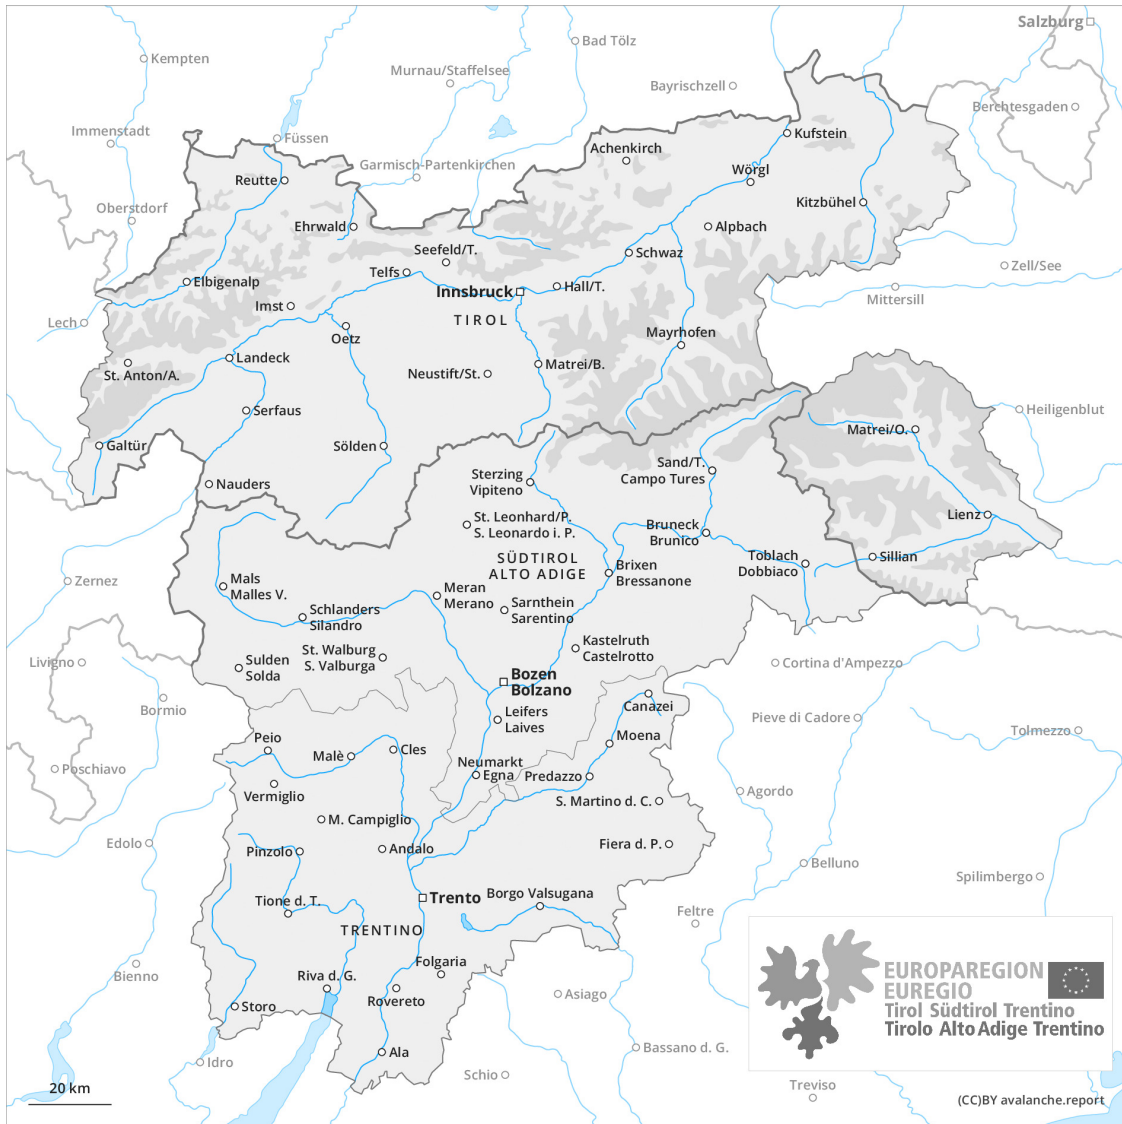 Salzburg
Bad Tölz
Kempten
Murnau/Staffelsee
Bayrischzell
Berchtesgaden
Immenstadt
Füssen
Kufstein
Achenkirch
Garmisch-Partenkirchen
Wörgl
Reutte
Kitzbühel
Oberstdorf
Ehrwald
Alpbach
Seefeld/T.
Schwaz
Zell/See
Telfs
Elbigenalp
Hall/T.
Innsbruck
Mittersill
Imst
TIROL
Lech
Oetz
Mayrhofen
Landeck
Matrei/B.
St. Anton/A.
Neustift/St.
Serfaus
Heiligenblut
Matrei/O.
Galtür
Sölden
Sand/T.
Campo Tures
Sterzing
Vipiteno
Nauders
Lienz
St. Leonhard/P.
S. Leonardo i. P.
Bruneck
Brunico
SÜDTIROL
ALTO ADIGE
Toblach
Dobbiaco
Sillian
Brixen
Bressanone
Zernez
Mals
Malles V.
Meran
Merano
Sarnthein
Sarentino
Schlanders
Silandro
Kastelruth
Castelrotto
St. Walburg
S. Valburga
Livigno
Sulden
Solda
Cortina d'Ampezzo
Bozen
Bolzano
Canazei
Bormio
Leifers
Laives
Pieve di Cadore
Tolmezzo
Peio
Moena
Cles
Malè
Neumarkt
Egna
Predazzo
Poschiavo
Vermiglio
Agordo
S. Martino d. C.
M. Campiglio
Edolo
Fiera d. P.
Pinzolo
Andalo
Belluno
Spilimbergo
Borgo Valsugana
Trento
Tione d. T.
Feltre
TRENTINO
Folgaria
Bienno
Riva d. G.
Asiago
Rovereto
Storo
EUROPAREGION
EUREGIO
Tirol Südtirol Trentino
Tirolo Alto Adige Trentino
Bassano d. G.
Ala
Idro
Schio
Treviso
20 km
(CC)BY avalanche.report